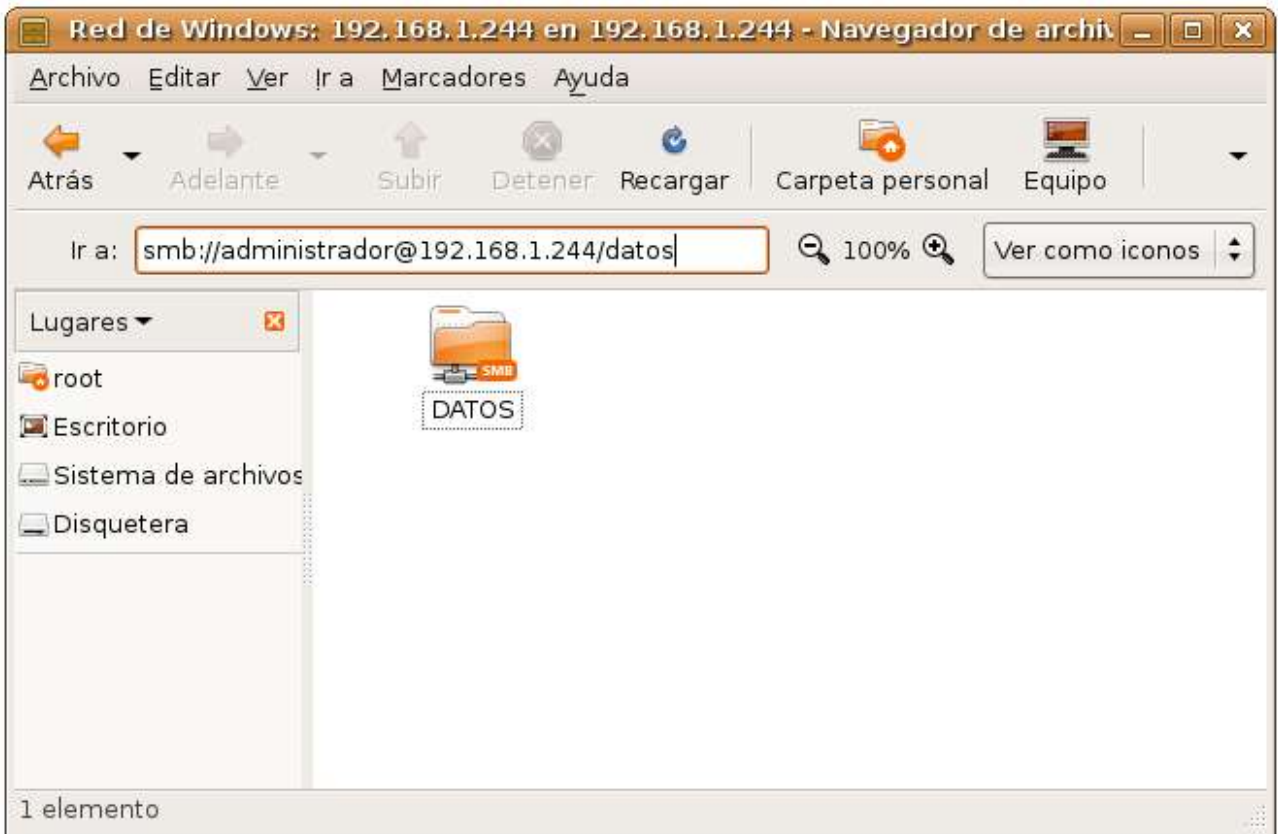 Red de Windows: 192.168.1.244 en 192.168.1.244 - Navegador de archiv
Archivo Editar Ver Ir a Marcadores Ayuda
Atrás Adelante Subir Detener Recargar Carpeta personal Equipo
Ir a: smb://administrador@192.168.1.244/datos 100% Ver como iconos
Lugares
root
Escritorio
Sistema de archivos
Disquetera
SMB
DATOS
1 elemento